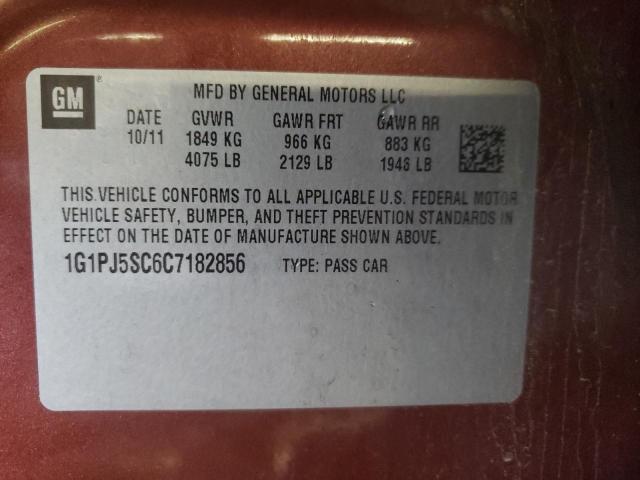 GM
®
MFD BY GENERAL MOTORS LLC
DATE GVWR GAWR FRT GAWR RR
10/11 1849 KG 966 KG 883 KG
4075 LB 2129 LB 1946 LB
THIS VEHICLE CONFORMS TO ALL APPLICABLE U.S. FEDERAL MOTOR
VEHICLE SAFETY, BUMPER, AND THEFT PREVENTION STANDARDS IN
EFFECT ON THE DATE OF MANUFACTURE SHOWN ABOVE.
1G1PJ5SC6C7182856 TYPE: PASS CAR